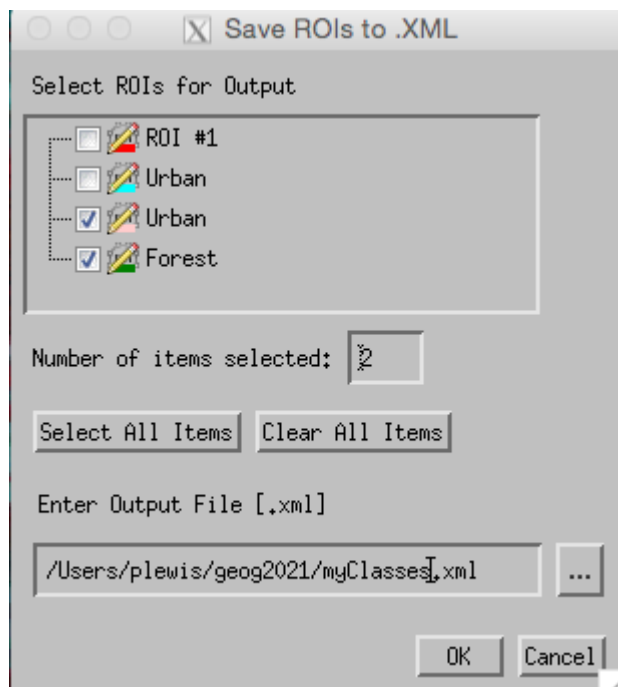 X Save ROIs to .XML
Select ROIs for Output
ROI #1
Urban
Urban
Forest
Number of items selected: 2
Select All Items Clear All Items
Enter Output File [.xml]
/Users/plewis/geog2021/myClasses.xml ...
OK Cancel